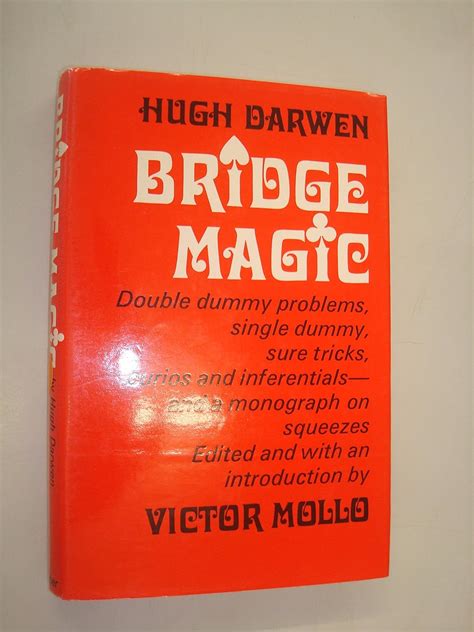 HUGH DARWEN
BRIDGE
MAGIC
Double dummy problems,
single dummy,
sure tricks,
curios and inferentials—
and a monograph on
squeezes
Edited and with an
introduction by
VICTOR MOLLO
BRIDGE MAGIC by Hugh Darwen